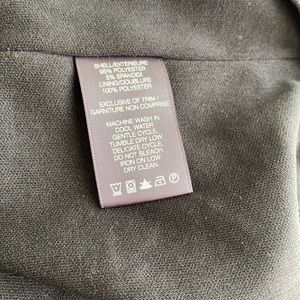 SHELL/EXTÉRIEURE
95% POLYESTER
5% SPANDEX
LINING/DOUBLURE
100% POLYESTER
EXCLUSIVE OF TRIM /
GARNITURE NON COMPRISE
MACHINE WASH IN
COOL WATER
GENTLE CYCLE.
TUMBLE DRY LOW
DELICATE CYCLE.
DO NOT BLEACH.
IRON ON LOW
DRY CLEAN.